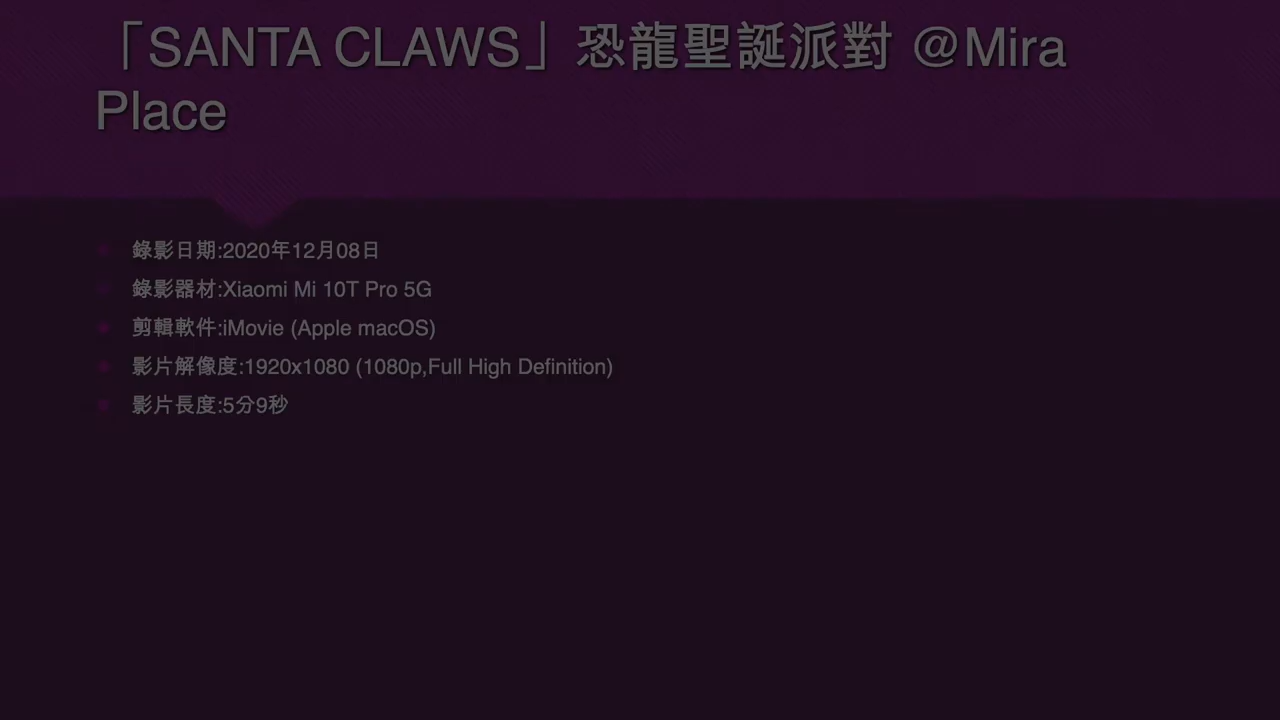 「SANTA CLAWS」恐龍聖誕派對 @Mira
Place
錄影日期:2020年12月08日
錄影器材:Xiaomi Mi 10T Pro 5G
剪輯軟件:iMovie (Apple macOS)
影片解像度:1920x1080 (1080p,Full High Definition)
影片長度:5分9秒